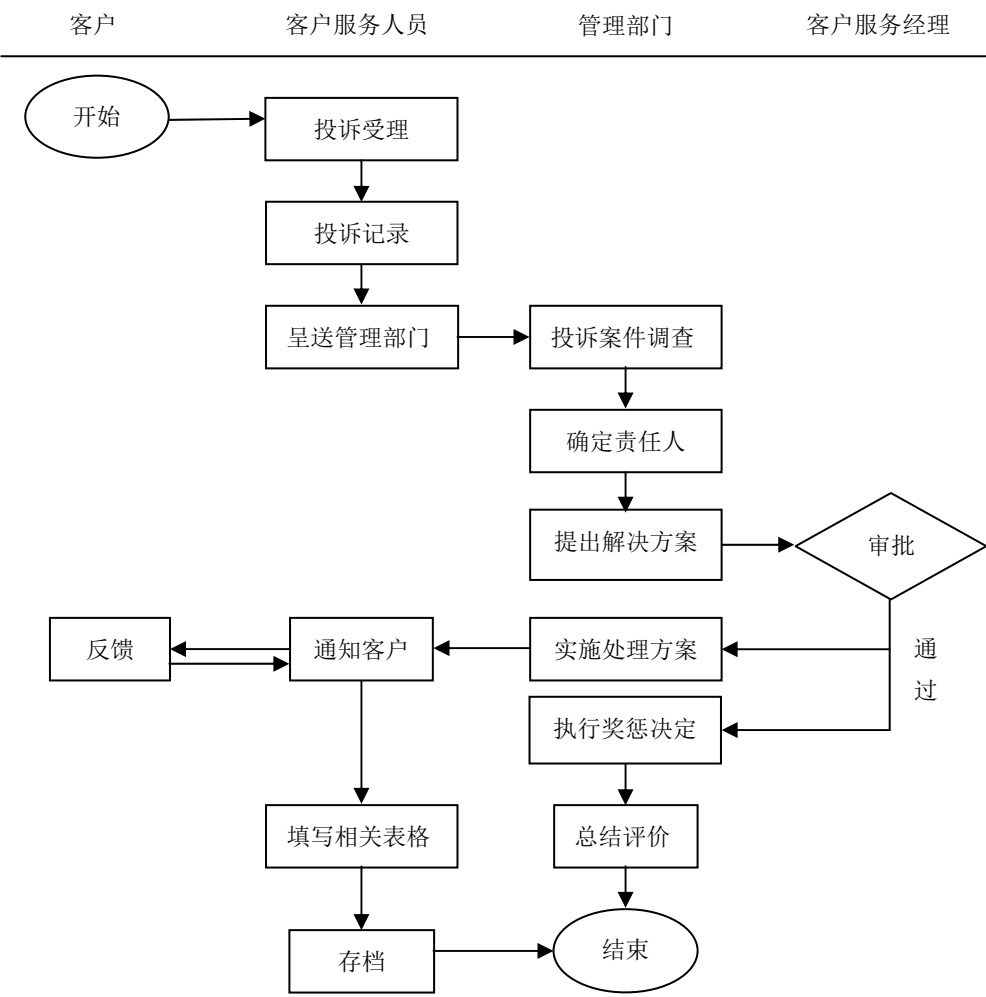 客户 客户服务人员 管理部门 客户服务经理
开始
投诉受理
投诉记录
呈送管理部门
投诉案件调查
确定责任人
提出解决方案
审批
反馈
通知客户
实施处理方案
通
过
执行奖惩决定
填写相关表格
总结评价
存档
结束